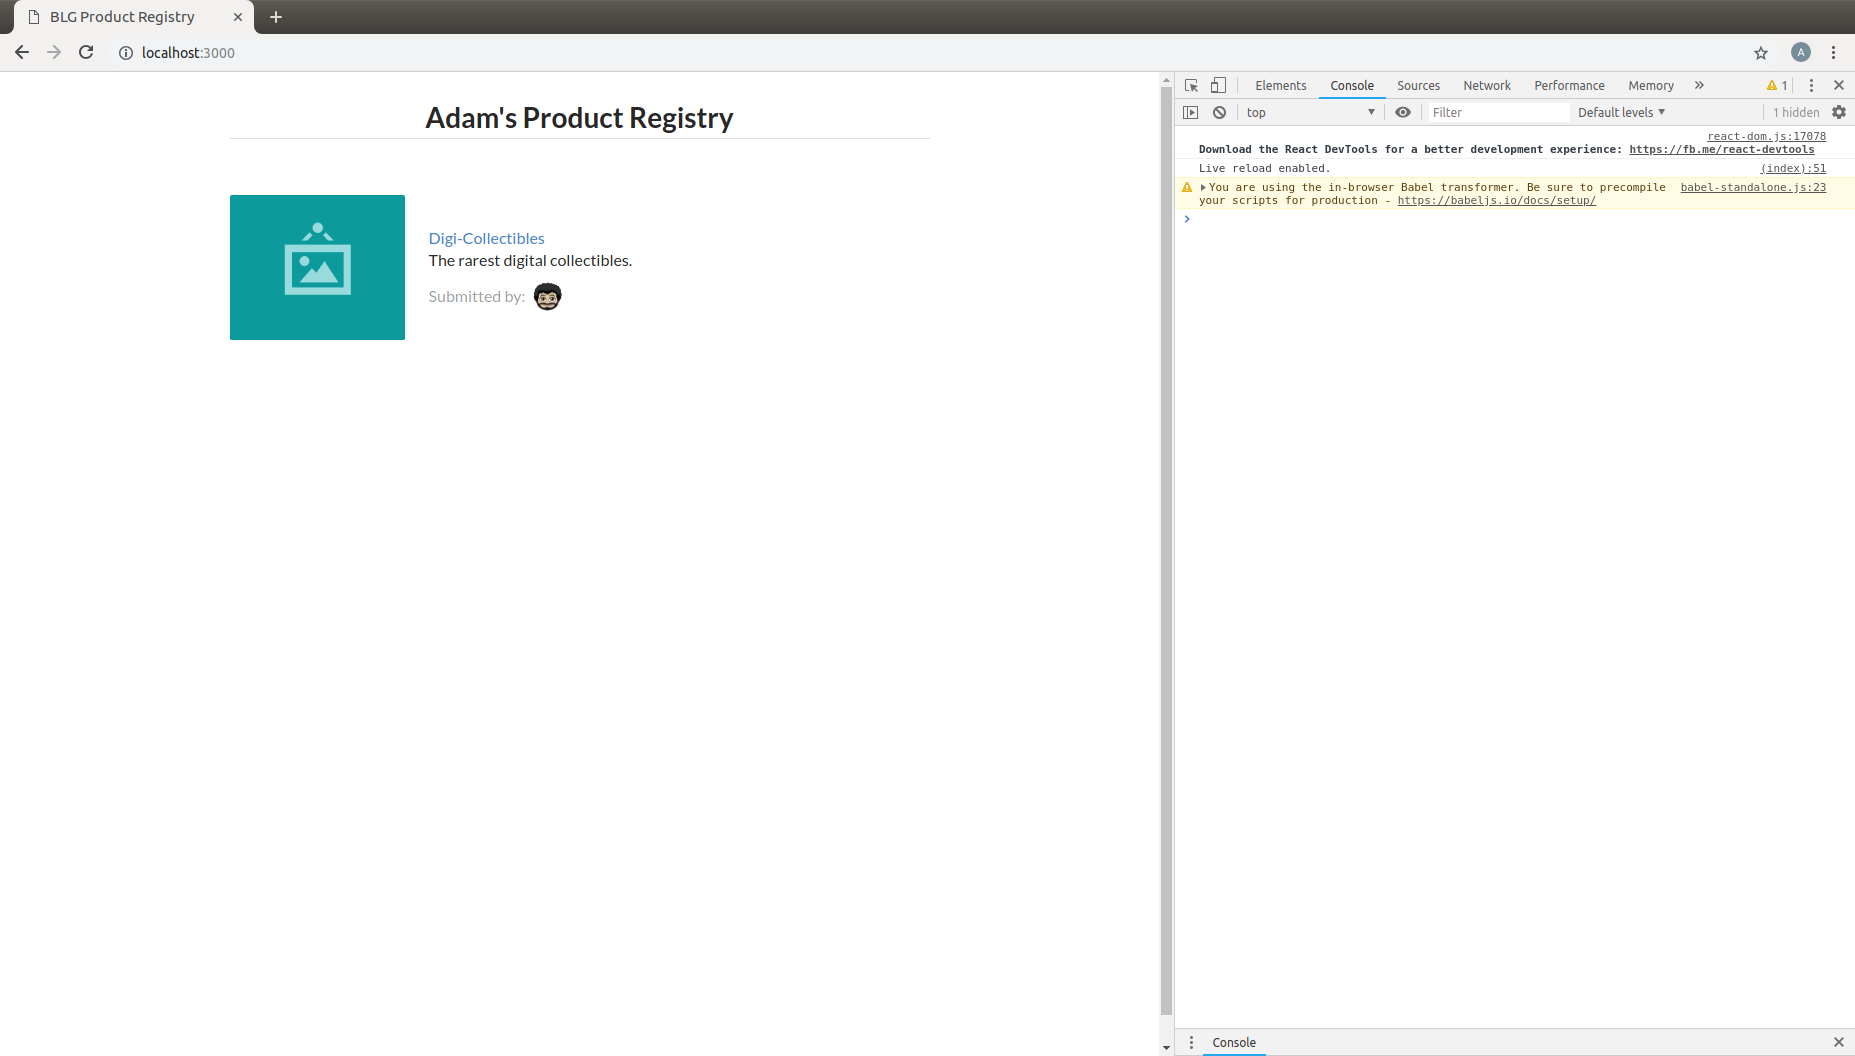 BLG Product Registry
localhost:3000
A
Adam's Product Registry
Digi-Collectibles
The rarest digital collectibles.
Submitted by:
Elements Console Sources Network Performance Memory » 1
top Filter Default levels 1 hidden
react-dom.js:17078
Download the React DevTools for a better development experience: https://fb.me/react-devtools
Live reload enabled. (index):51
You are using the in-browser Babel transformer. Be sure to precompile babel-standalone.js:23
your scripts for production - https://babeljs.io/docs/setup/
Console